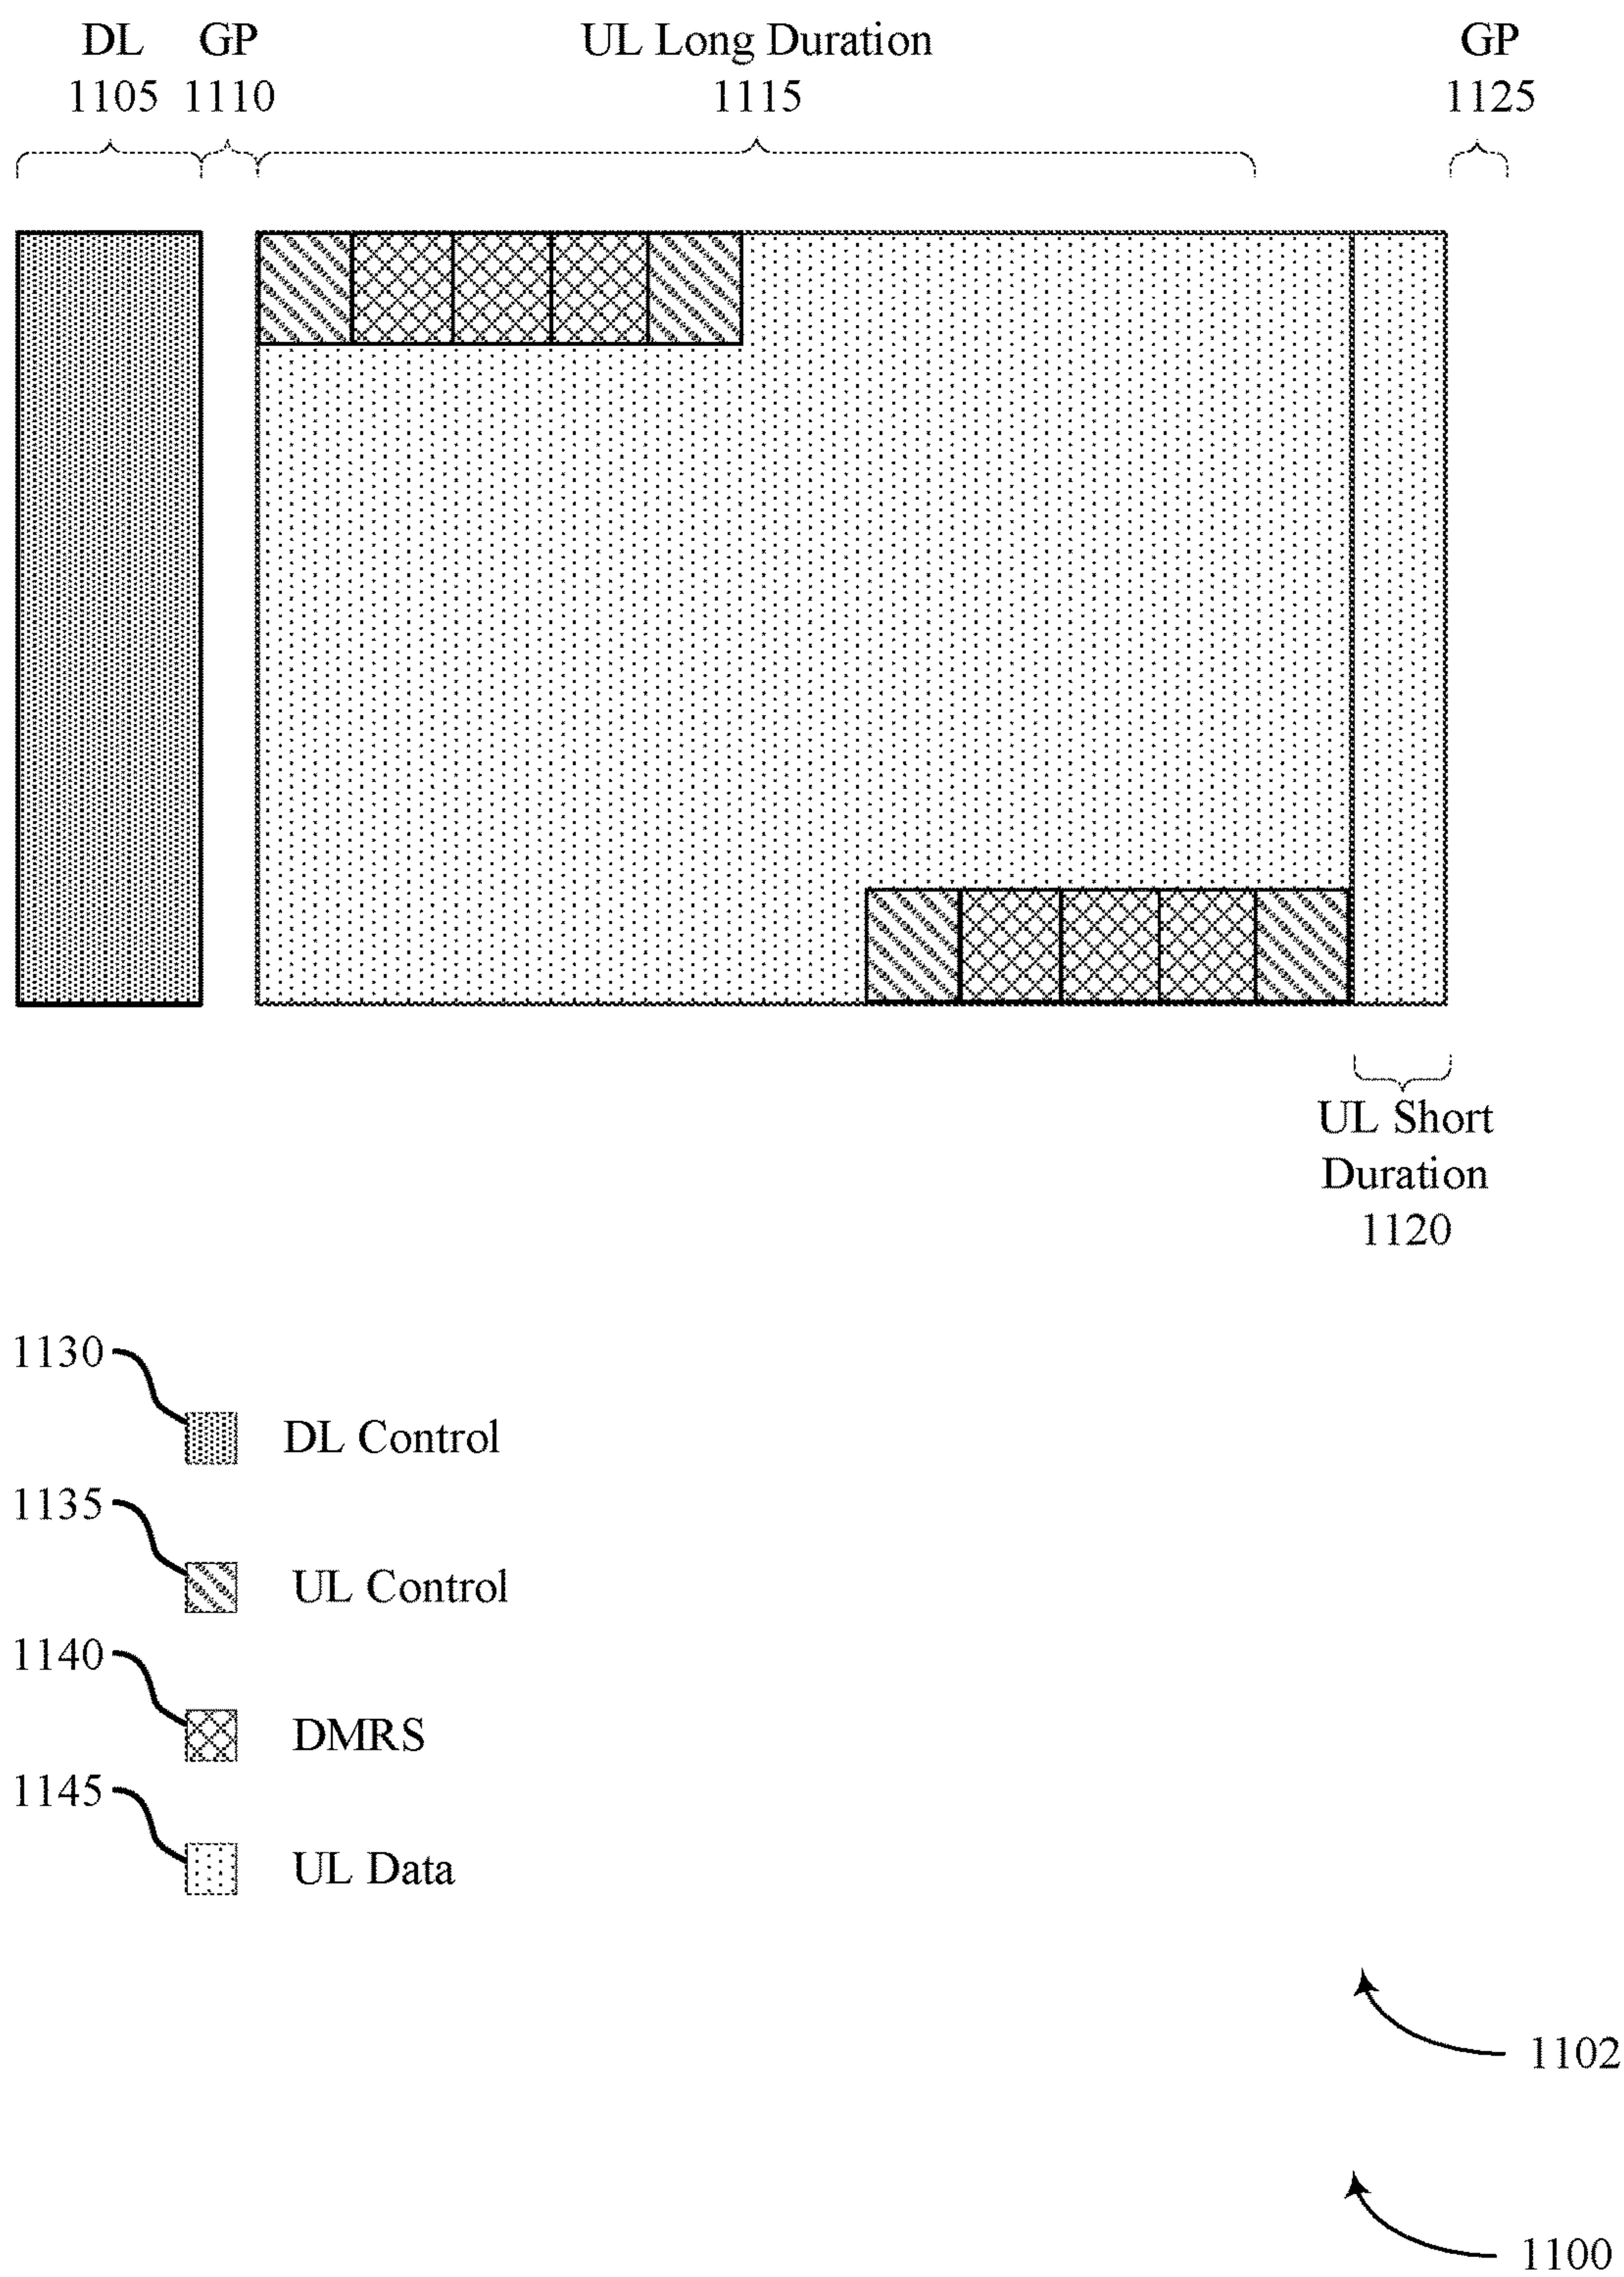 DL GP UL Long Duration GP
1105 1110 1115 1125
UL Short
Duration
1120
1130
DL Control
1135
UL Control
1140
DMRS
1145
UL Data
1102
1100